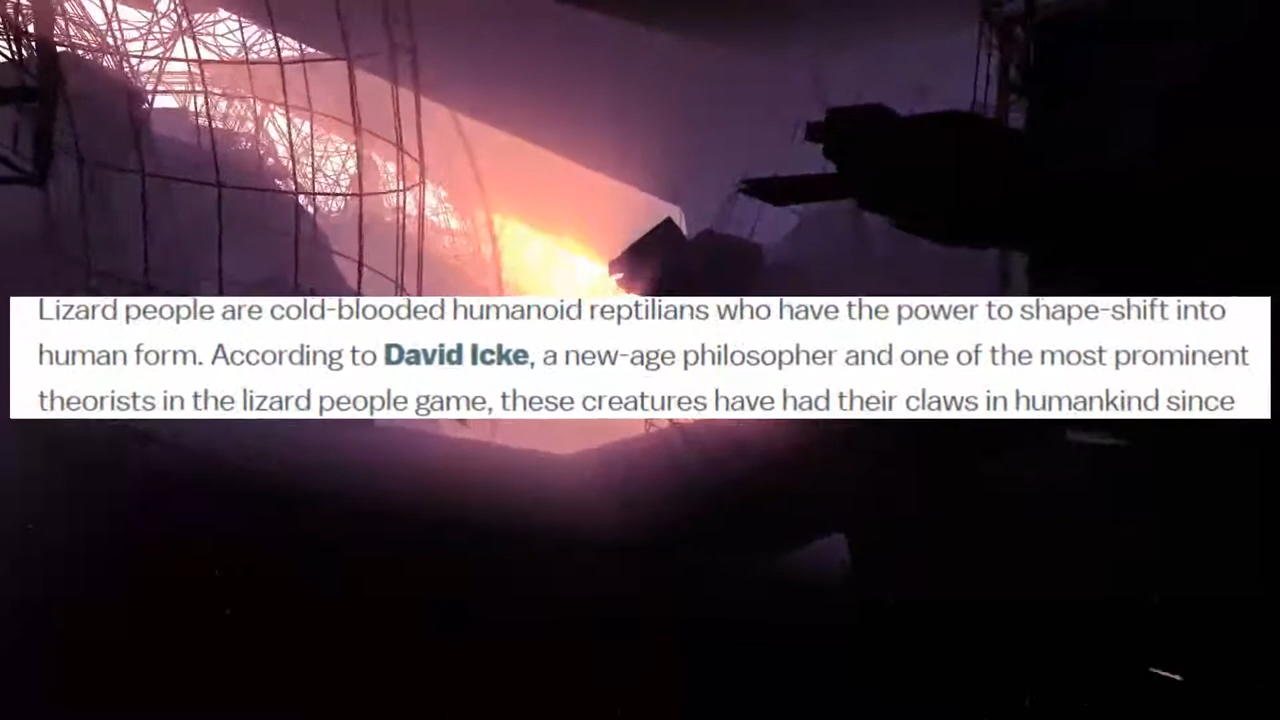 Lizard people are cold-blooded humanoid reptilians who have the power to shape-shift into
human form. According to David Icke, a new-age philosopher and one of the most prominent
theorists in the lizard people game, these creatures have had their claws in humankind since